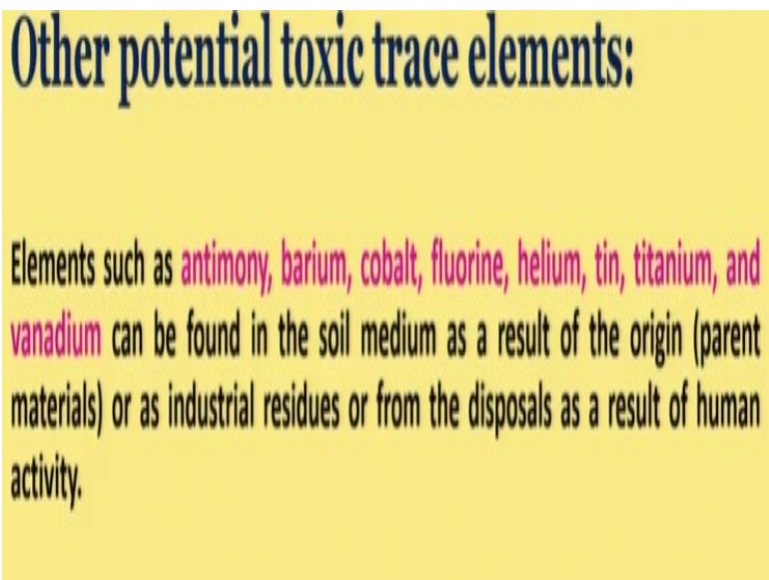 Other potential toxic trace elements:
Elements such as antimony, barium, cobalt, fluorine, helium, tin, titanium, and
vanadium can be found in the soil medium as a result of the origin (parent
materials) or as industrial residues or from the disposals as a result of human
activity.